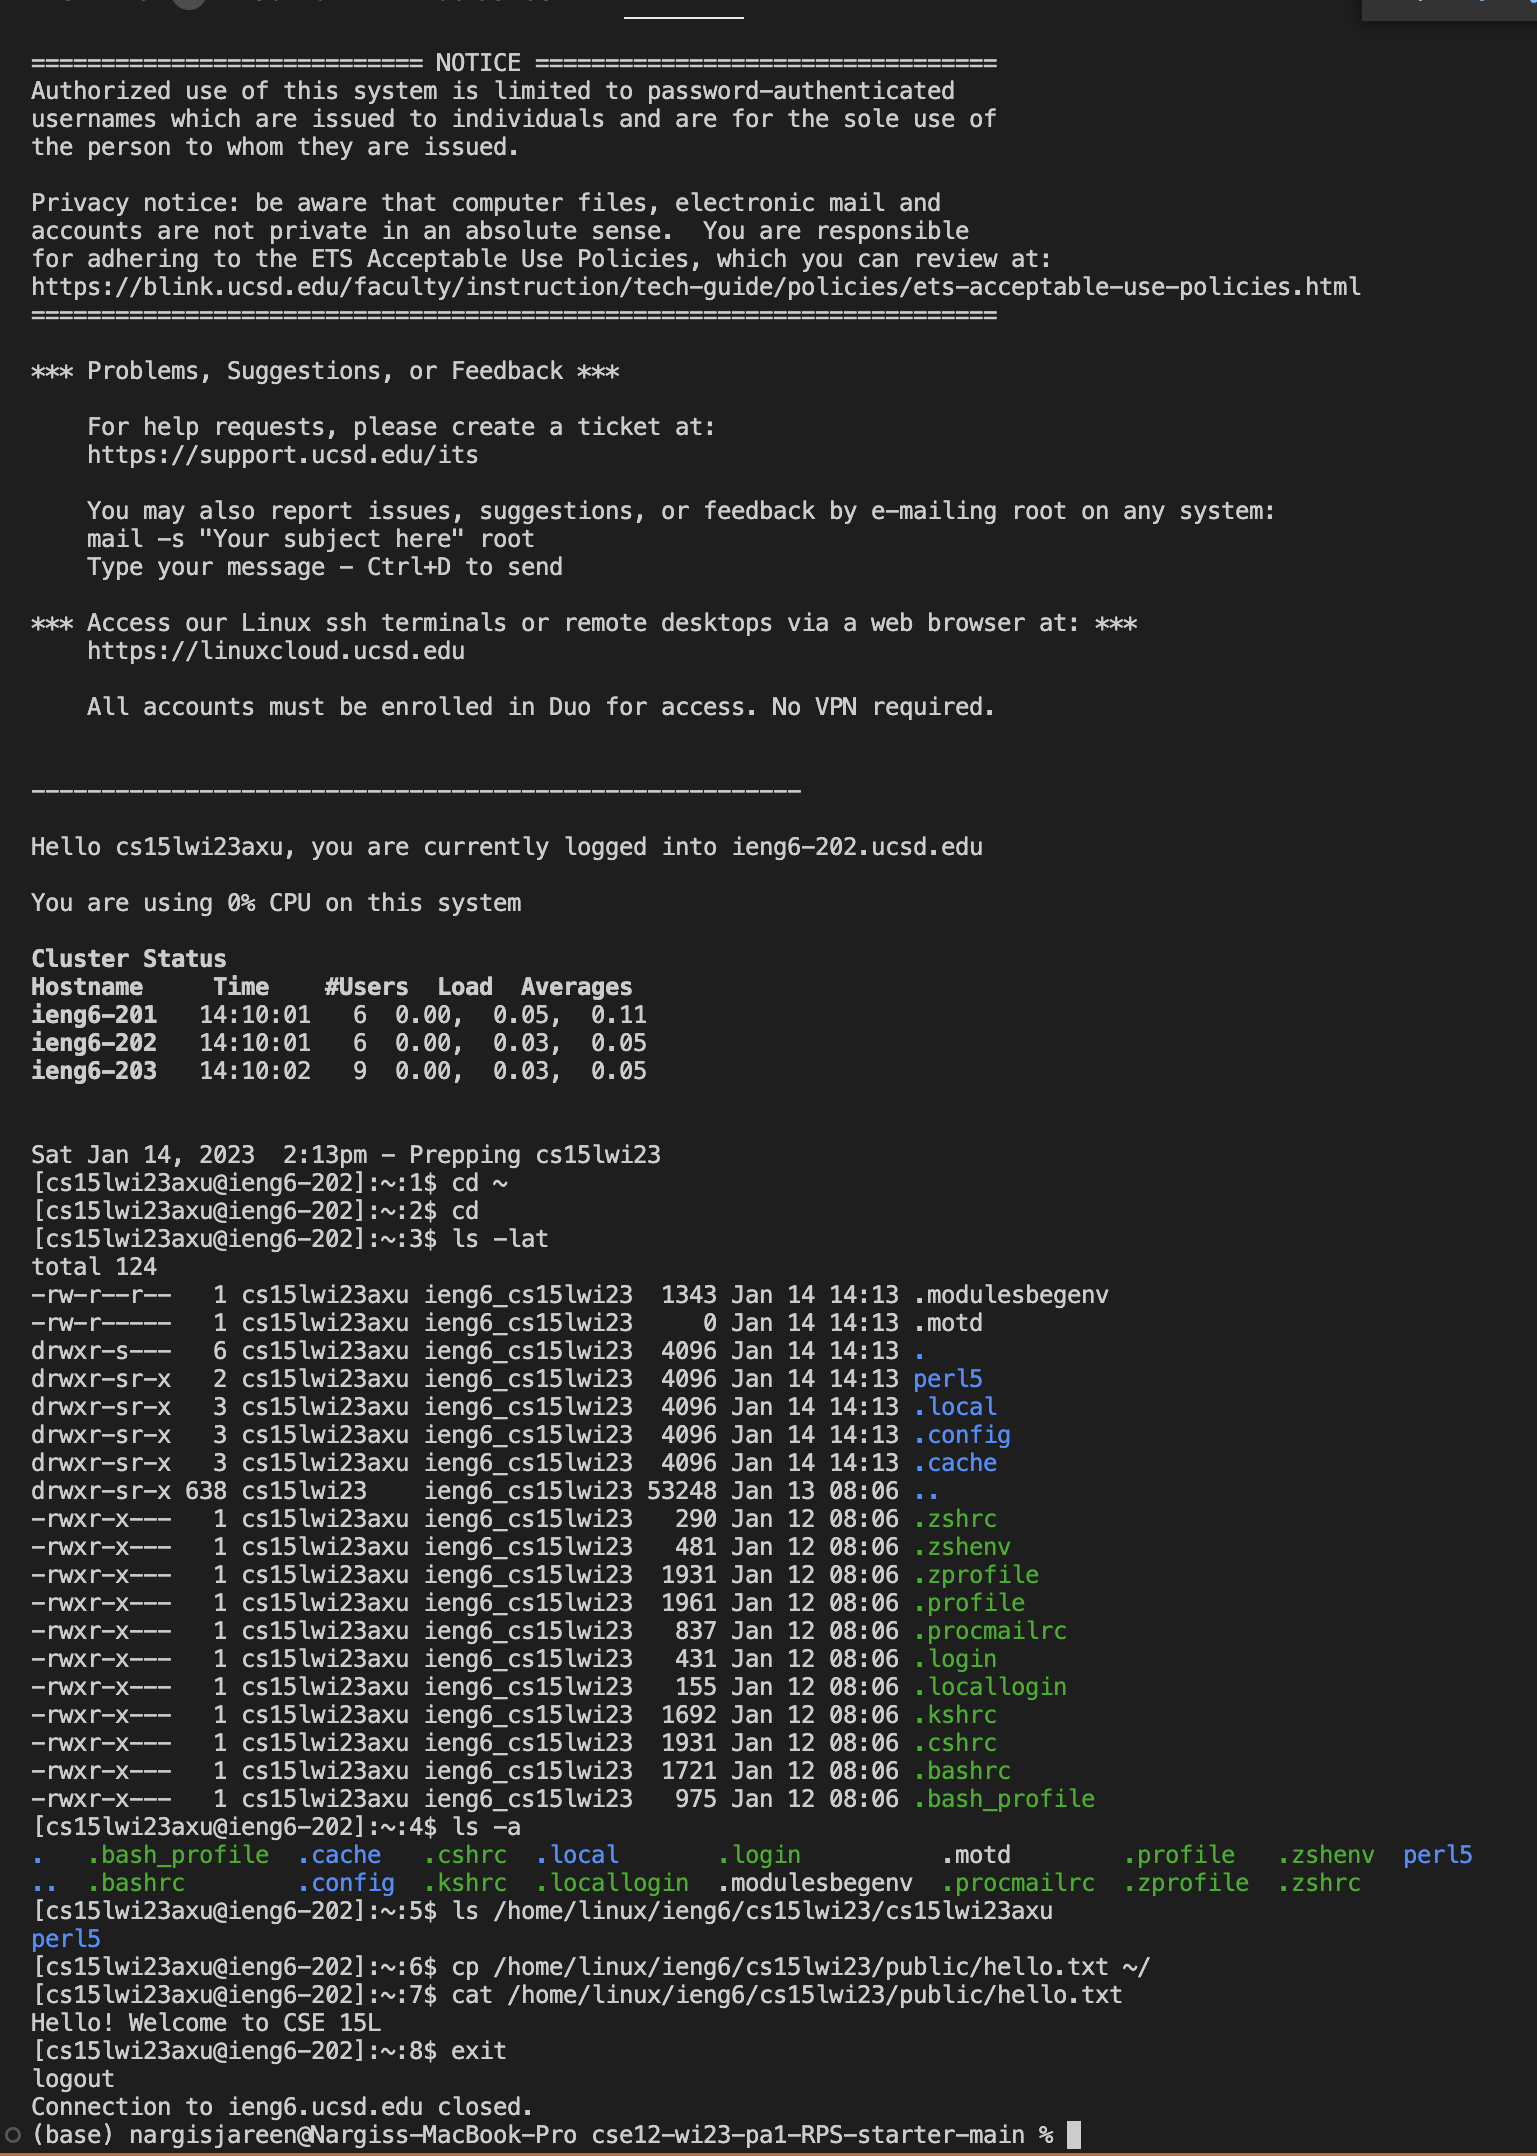 ============================ NOTICE =================================
Authorized use of this system is limited to password-authenticated
usernames which are issued to individuals and are for the sole use of
the person to whom they are issued.
Privacy notice: be aware that computer files, electronic mail and
accounts are not private in an absolute sense.  You are responsible
for adhering to the ETS Acceptable Use Policies, which you can review at:
https://blink.ucsd.edu/faculty/instruction/tech-guide/policies/ets-acceptable-use-policies.html
=====================================================================
*** Problems, Suggestions, or Feedback ***
    For help requests, please create a ticket at:
    https://support.ucsd.edu/its
    You may also report issues, suggestions, or feedback by e-mailing root on any system:
    mail -s "Your subject here" root
    Type your message - Ctrl+D to send
*** Access our Linux ssh terminals or remote desktops via a web browser at: ***
    https://linuxcloud.ucsd.edu
    All accounts must be enrolled in Duo for access. No VPN required.
-------------------------------------------------------
Hello cs15lwi23axu, you are currently logged into ieng6-202.ucsd.edu
You are using 0% CPU on this system
Cluster Status
Hostname     Time    #Users  Load  Averages
ieng6-201   14:10:01   6  0.00,  0.05,  0.11
ieng6-202   14:10:01   6  0.00,  0.03,  0.05
ieng6-203   14:10:02   9  0.00,  0.03,  0.05
Sat Jan 14, 2023  2:13pm - Prepping cs15lwi23
[cs15lwi23axu@ieng6-202]:~:1$ cd ~
[cs15lwi23axu@ieng6-202]:~:2$ cd
[cs15lwi23axu@ieng6-202]:~:3$ ls -lat
total 124
-rw-r--r--   1 cs15lwi23axu ieng6_cs15lwi23  1343 Jan 14 14:13 .modulesbegenv
-rw-r-----   1 cs15lwi23axu ieng6_cs15lwi23     0 Jan 14 14:13 .motd
drwxr-s---   6 cs15lwi23axu ieng6_cs15lwi23  4096 Jan 14 14:13 .
drwxr-sr-x   2 cs15lwi23axu ieng6_cs15lwi23  4096 Jan 14 14:13 perl5
drwxr-sr-x   3 cs15lwi23axu ieng6_cs15lwi23  4096 Jan 14 14:13 .local
drwxr-sr-x   3 cs15lwi23axu ieng6_cs15lwi23  4096 Jan 14 14:13 .config
drwxr-sr-x   3 cs15lwi23axu ieng6_cs15lwi23  4096 Jan 14 14:13 .cache
drwxr-sr-x 638 cs15lwi23    ieng6_cs15lwi23 53248 Jan 13 08:06 ..
-rwxr-x---   1 cs15lwi23axu ieng6_cs15lwi23   290 Jan 12 08:06 .zshrc
-rwxr-x---   1 cs15lwi23axu ieng6_cs15lwi23   481 Jan 12 08:06 .zshenv
-rwxr-x---   1 cs15lwi23axu ieng6_cs15lwi23  1931 Jan 12 08:06 .zprofile
-rwxr-x---   1 cs15lwi23axu ieng6_cs15lwi23  1961 Jan 12 08:06 .profile
-rwxr-x---   1 cs15lwi23axu ieng6_cs15lwi23   837 Jan 12 08:06 .procmailrc
-rwxr-x---   1 cs15lwi23axu ieng6_cs15lwi23   431 Jan 12 08:06 .login
-rwxr-x---   1 cs15lwi23axu ieng6_cs15lwi23   155 Jan 12 08:06 .locallogin
-rwxr-x---   1 cs15lwi23axu ieng6_cs15lwi23  1692 Jan 12 08:06 .kshrc
-rwxr-x---   1 cs15lwi23axu ieng6_cs15lwi23  1931 Jan 12 08:06 .cshrc
-rwxr-x---   1 cs15lwi23axu ieng6_cs15lwi23  1721 Jan 12 08:06 .bashrc
-rwxr-x---   1 cs15lwi23axu ieng6_cs15lwi23   975 Jan 12 08:06 .bash_profile
[cs15lwi23axu@ieng6-202]:~:4$ ls -a
.   .bash_profile  .cache   .cshrc  .local       .login          .motd        .profile   .zshenv  perl5
..  .bashrc        .config  .kshrc  .locallogin  .modulesbegenv  .procmailrc  .zprofile  .zshrc
[cs15lwi23axu@ieng6-202]:~:5$ ls /home/linux/ieng6/cs15lwi23/cs15lwi23axu
perl5
[cs15lwi23axu@ieng6-202]:~:6$ cp /home/linux/ieng6/cs15lwi23/public/hello.txt ~/
[cs15lwi23axu@ieng6-202]:~:7$ cat /home/linux/ieng6/cs15lwi23/public/hello.txt
Hello! Welcome to CSE 15L
[cs15lwi23axu@ieng6-202]:~:8$ exit
logout
Connection to ieng6.ucsd.edu closed.
(base) nargisjareen@Nargiss-MacBook-Pro cse12-wi23-pa1-RPS-starter-main %